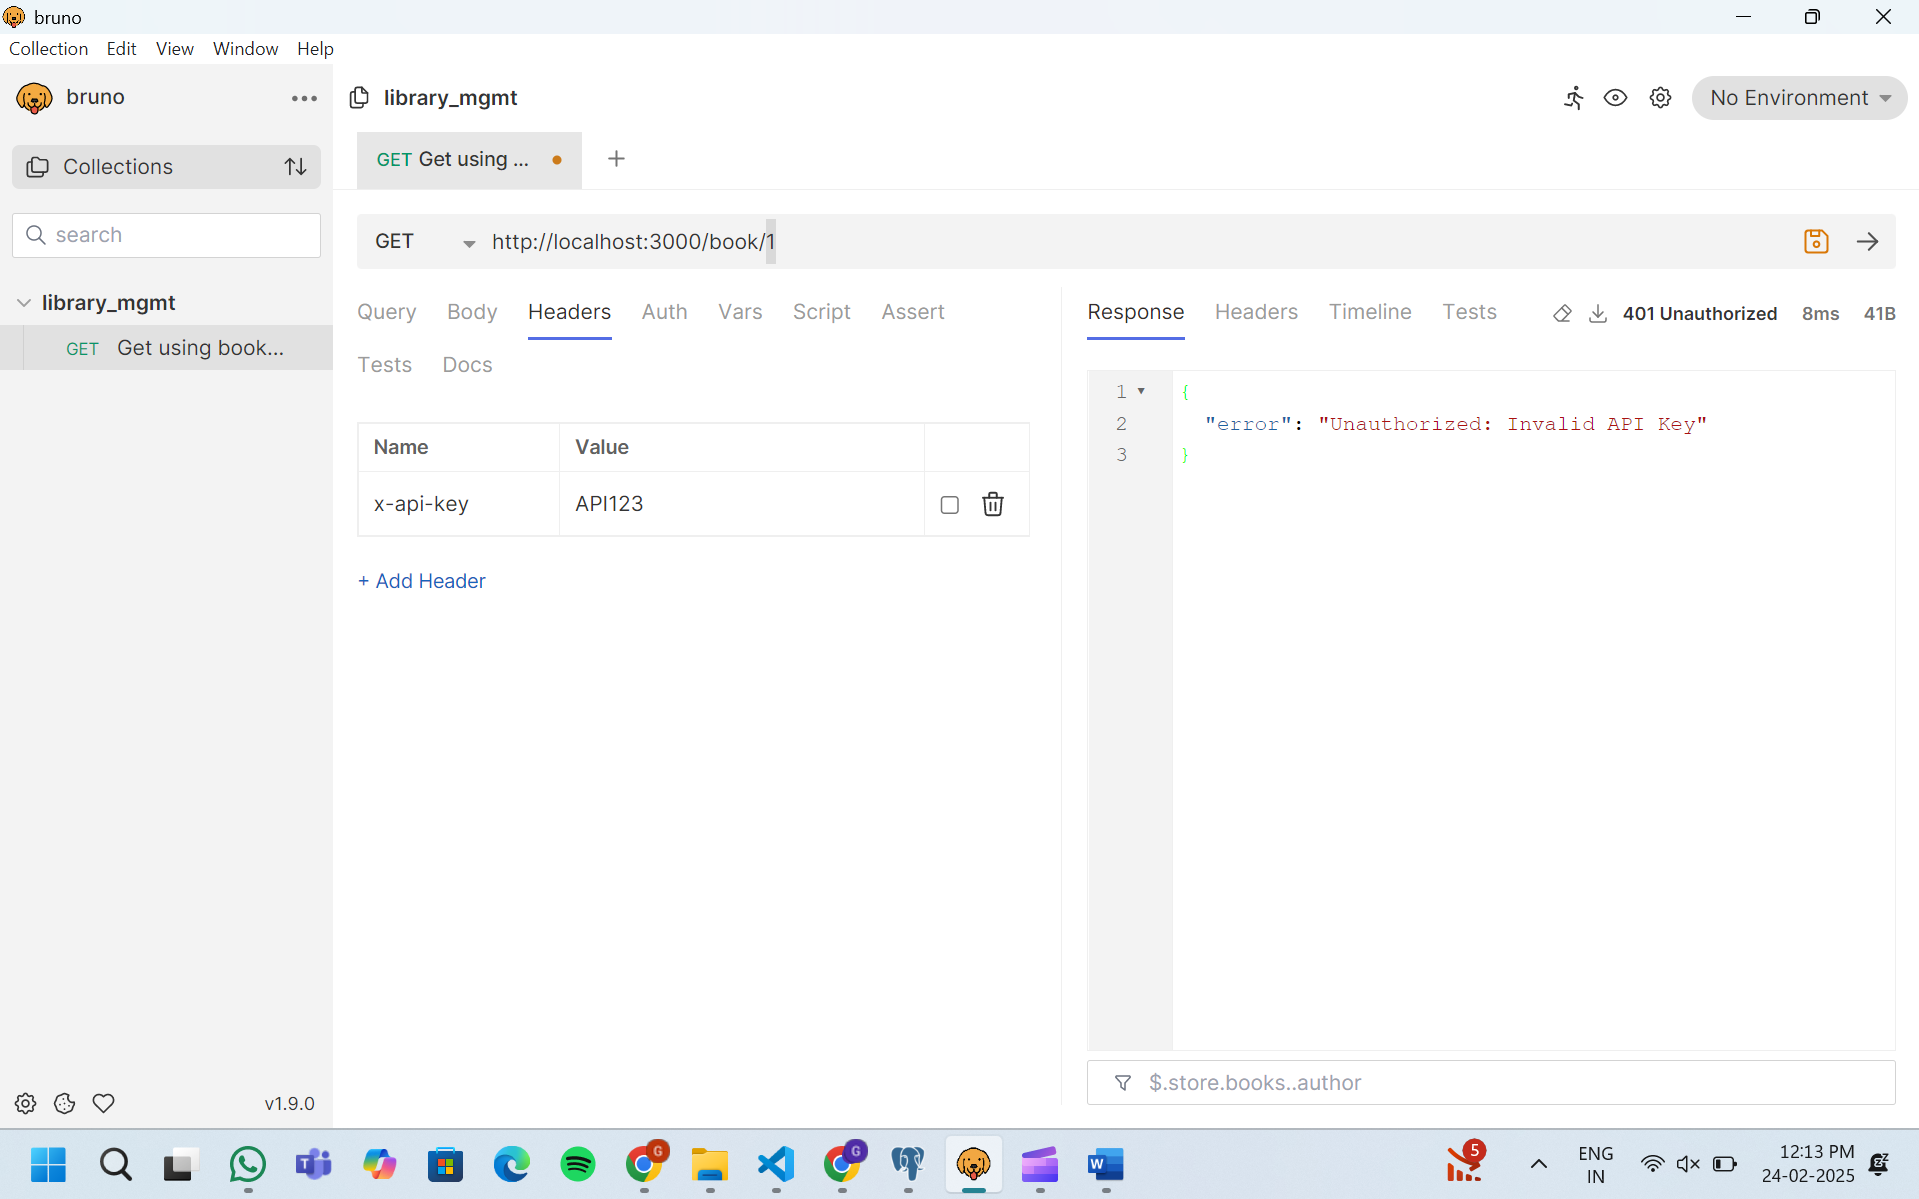 bruno
Collection Edit View Window Help
bruno
library_mgmt
No Environment
Collections
GET Get using ...
search
GET http://localhost:3000/book/1
library_mgmt
GET Get using book...
Query Body Headers Auth Vars Script Assert
Tests Docs
Response Headers Timeline Tests 401 Unauthorized 8ms 41B
Name Value
x-api-key API123
+ Add Header
1 {
2 "error": "Unauthorized: Invalid API Key"
3 }
$.store.books..author
v1.9.0
G
G
5
ENG
IN
12:13 PM
24-02-2025